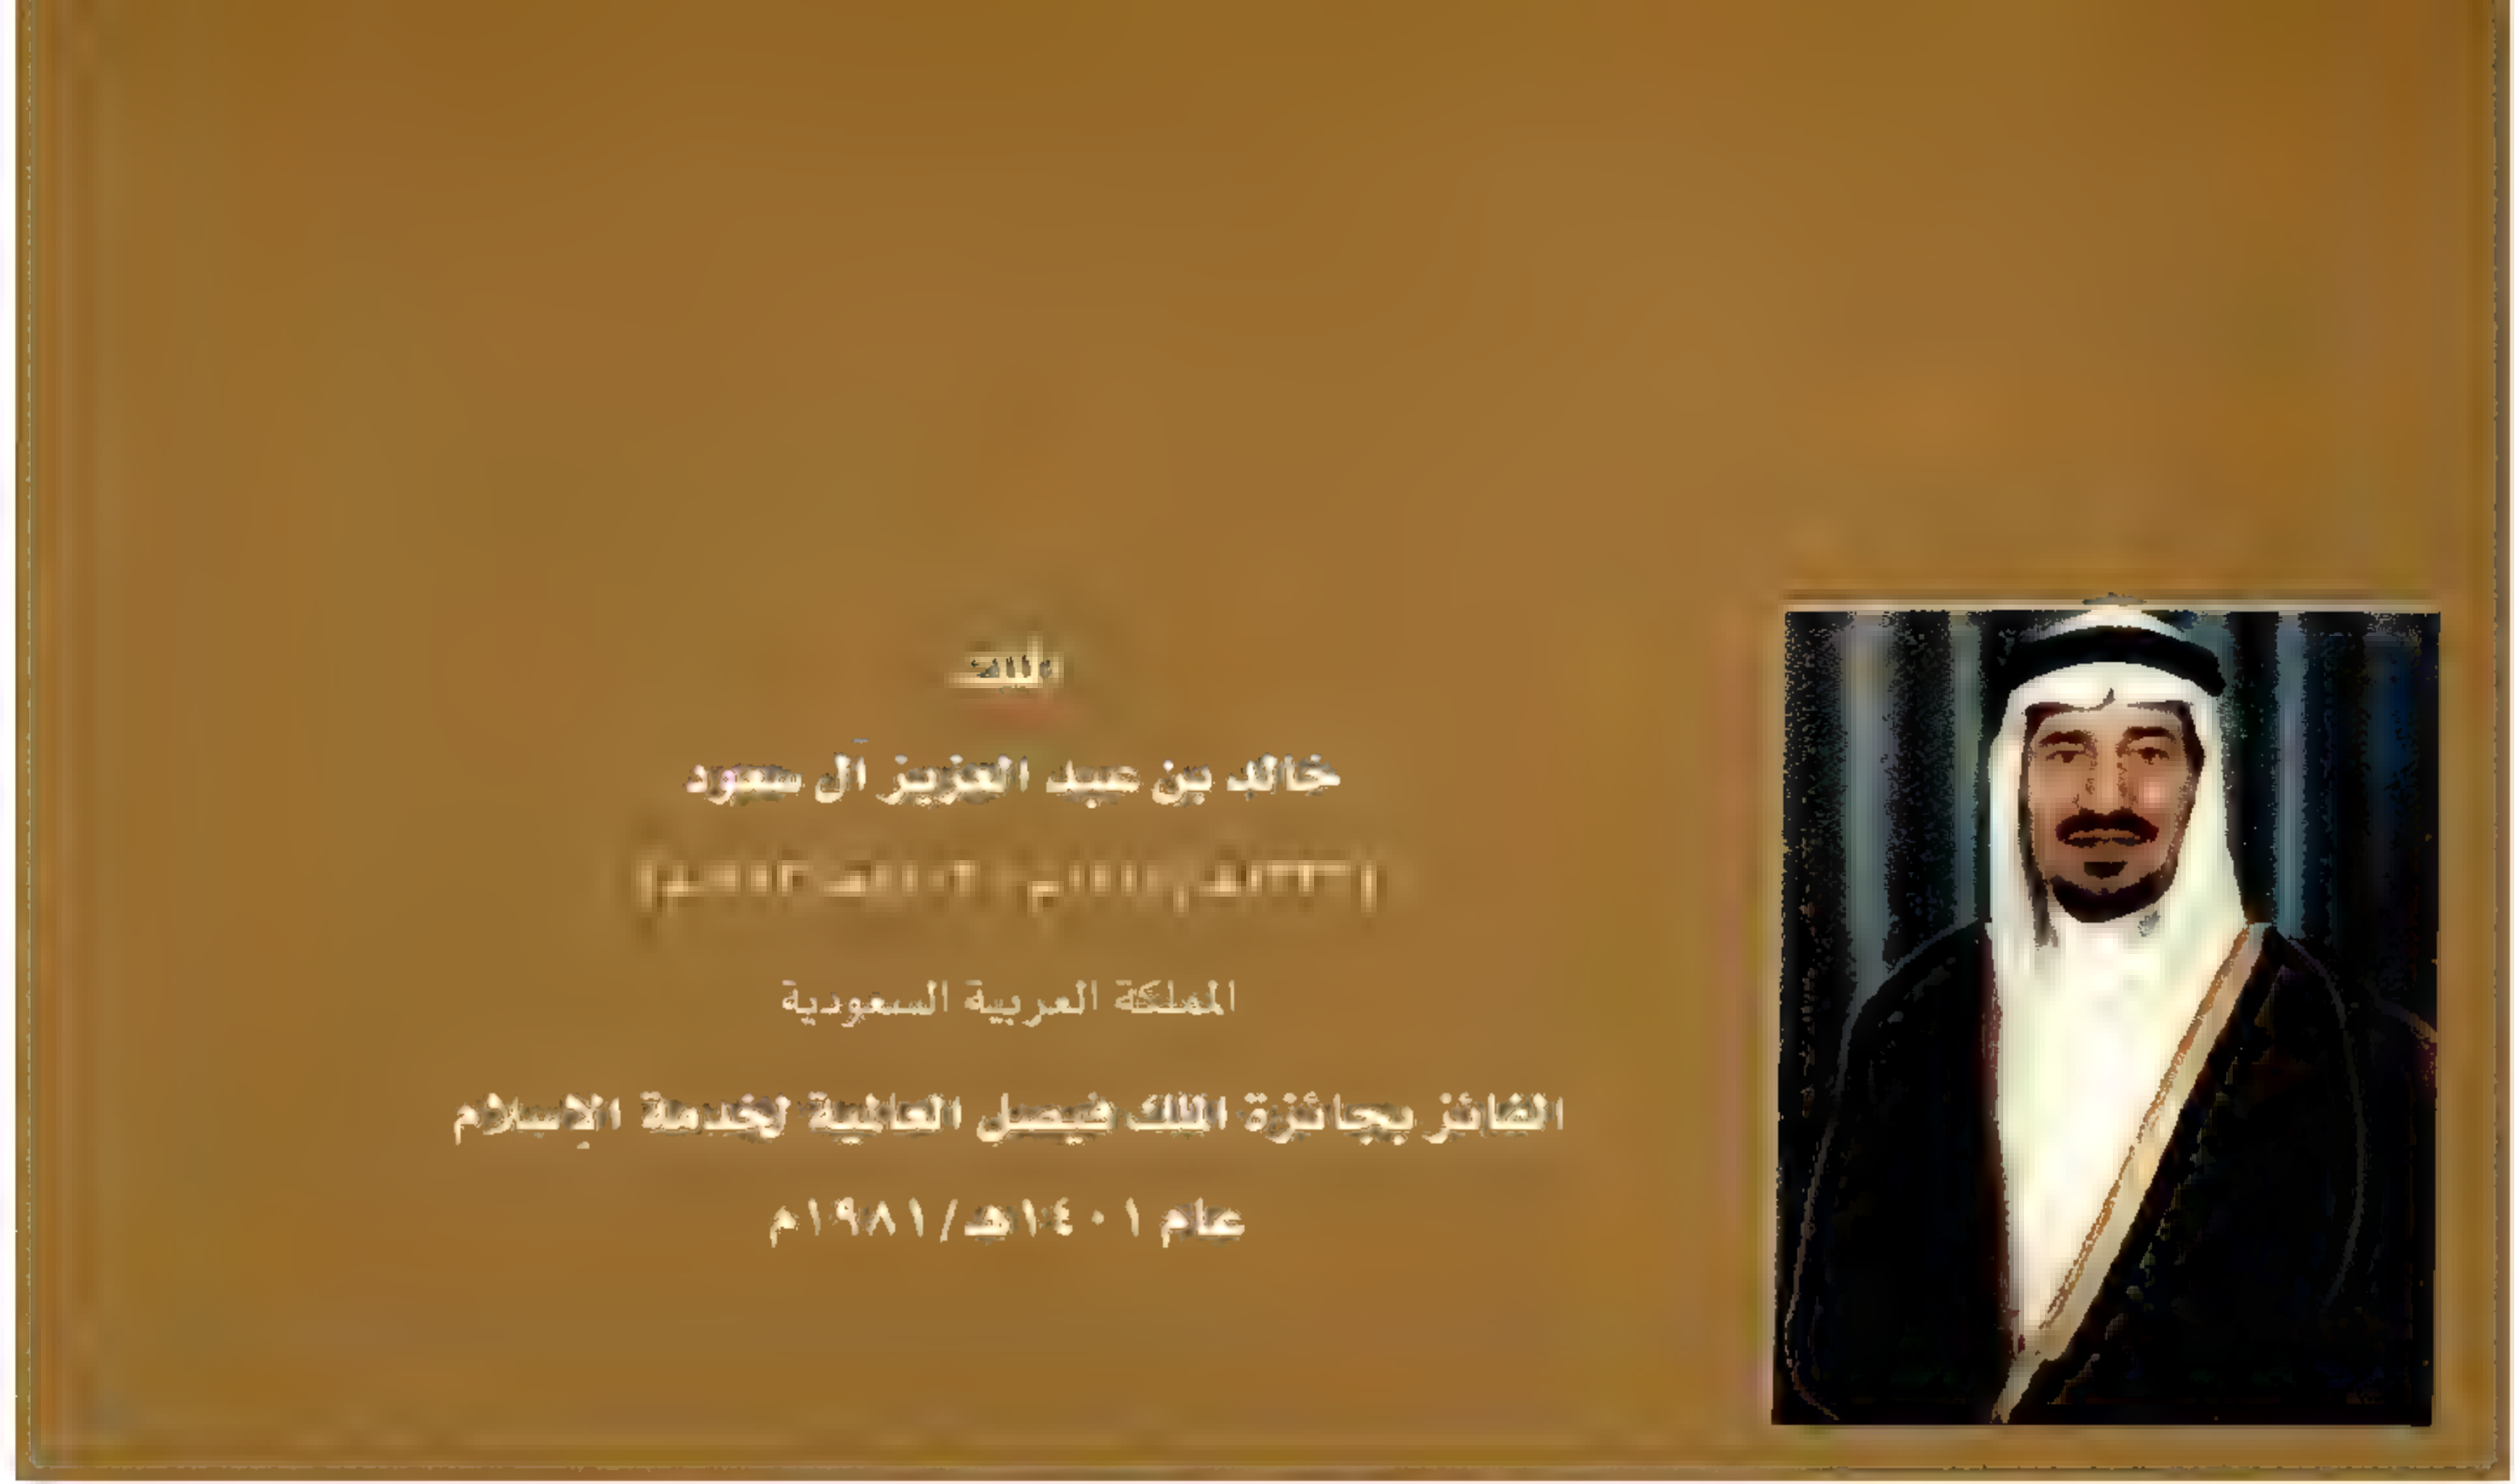 الملك
خالد بن عبد العزيز آل سعود
المملكة العربية السعودية
الفائز بجائزة الملك فيصل العالمية لخدمة الإسلام
عام ١٤٠١هـ/١٩٨١م